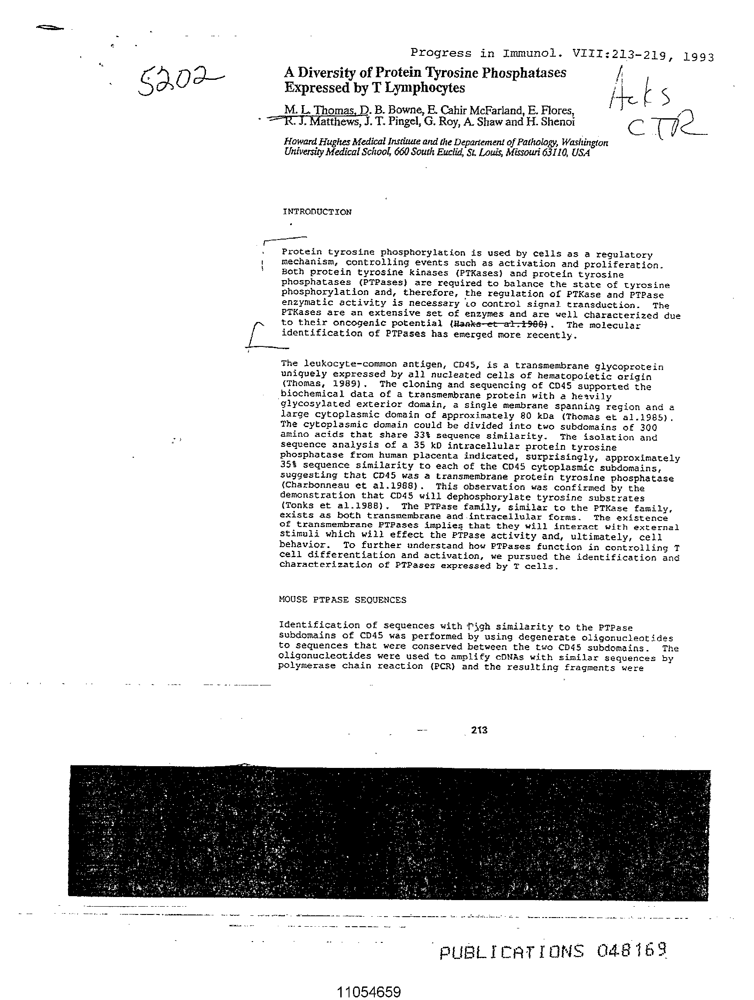 Progress in Immunol. VIII:213-219, 1993
5202
A Diversity of Protein Tyrosine Phosphatases
Expressed by T Lymphocytes
Acks
CTR
M. L. Thomas, D. B. Bowne, E. Cahir McFarland, E. Flores,
R. J. Matthews, J. T. Pingel, G. Roy, A. Shaw and H. Shenoi
Howard Hughes Medical Institute and the Departement of Pathology, Washington
University Medical School, 660 South Euclid, St. Louis, Missouri 63110, USA
INTRODUCTION
Protein tyrosine phosphorylation is used by cells as a regulatory
mechanism, controlling events such as activation and proliferation.
Both protein tyrosine kinases (PTKases) and protein tyrosine
phosphatases (PTPases) are required to balance the state of tyrosine
phosphorylation and, therefore, the regulation of PTKase and PTPase
enzymatic activity is necessary to control signal transduction. The
PTKases are an extensive set of enzymes and are well characterized due
to their oncogenic potential (Hanks et al.1988). The molecular
identification of PTPases has emerged more recently.
The leukocyte-common antigen, CD45, is a transmembrane glycoprotein
uniquely expressed by all nucleated cells of hematopoietic origin
(Thomas, 1989). The cloning and sequencing of CD45 supported the
biochemical data of a transmembrane protein with a heavily
glycosylated exterior domain, a single membrane spanning region and a
large cytoplasmic domain of approximately 80 kDa (Thomas et al.1985).
The cytoplasmic domain could be divided into two subdomains of 300
amino acids that share 33% sequence similarity. The isolation and
sequence analysis of a 35 kD intracellular protein tyrosine
phosphatase from human placenta indicated, surprisingly, approximately
35% sequence similarity to each of the CD45 cytoplasmic subdomains,
suggesting that CD45 was a transmembrane protein tyrosine phosphatase
(Charbonneau et al.1988). This observation was confirmed by the
demonstration that CD45 will dephosphorylate tyrosine substrates
(Tonks et al.1988). The PTPase family, similar to the PTKase family,
exists as both transmembrane and intracellular forms. The existence
of transmembrane PTPases implies that they will interact with external
stimuli which will effect the PTPase activity and, ultimately, cell
behavior. To further understand how PTPases function in controlling T
cell differentiation and activation, we pursued the identification and
characterization of PTPases expressed by T cells.
MOUSE PTPASE SEQUENCES
Identification of sequences with high similarity to the PTPase
subdomains of CD45 was performed by using degenerate oligonucleotides
to sequences that were conserved between the two CD45 subdomains. The
oligonucleotides were used to amplify cDNAs with similar sequences by
polymerase chain reaction (PCR) and the resulting fragments were
213
PUBLICATIONS 048169
11054659